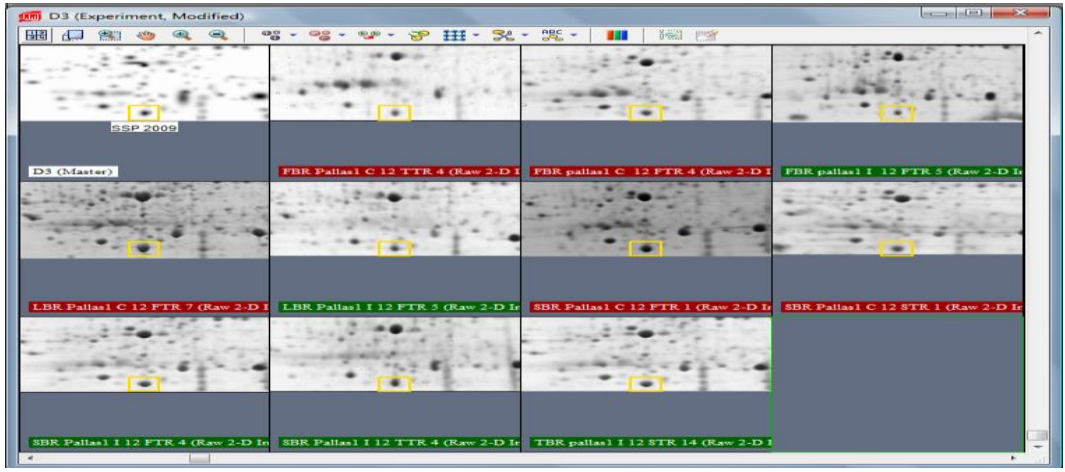 D3 (Experiment, Modified)
ABC
SSP 2009
D3 (Master)
FBR Pallas1 C 12 TTR 4 (Raw 2-D I
FBR pallas1 C 12 FTR 4 (Raw 2-D I
FBR pallas1 I 12 FTR 5 (Raw 2-D In
LBR Pallas1 C 12 FTR 7 (Raw 2-D I
LBR Pallas1 I 12 FTR 5 (Raw 2-D In
SBR Pallas1 C 12 FTR 1 (Raw 2-D I
SBR Pallas1 C 12 STR 1 (Raw 2-D Ir
SBR Pallas1 I 12 FTR 4 (Raw 2-D In
SBR Pallas1 I 12 TTR 4 (Raw 2-D Ir
TBR pallas1 I 12 STR 14 (Raw 2-D I